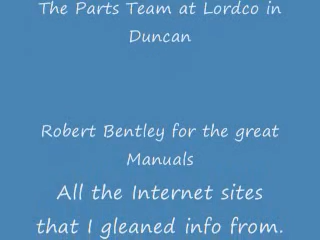 The Parts Team at Lordco in
Duncan
Robert Bentley for the great
Manuals
All the Internet sites
that I gleaned info from.